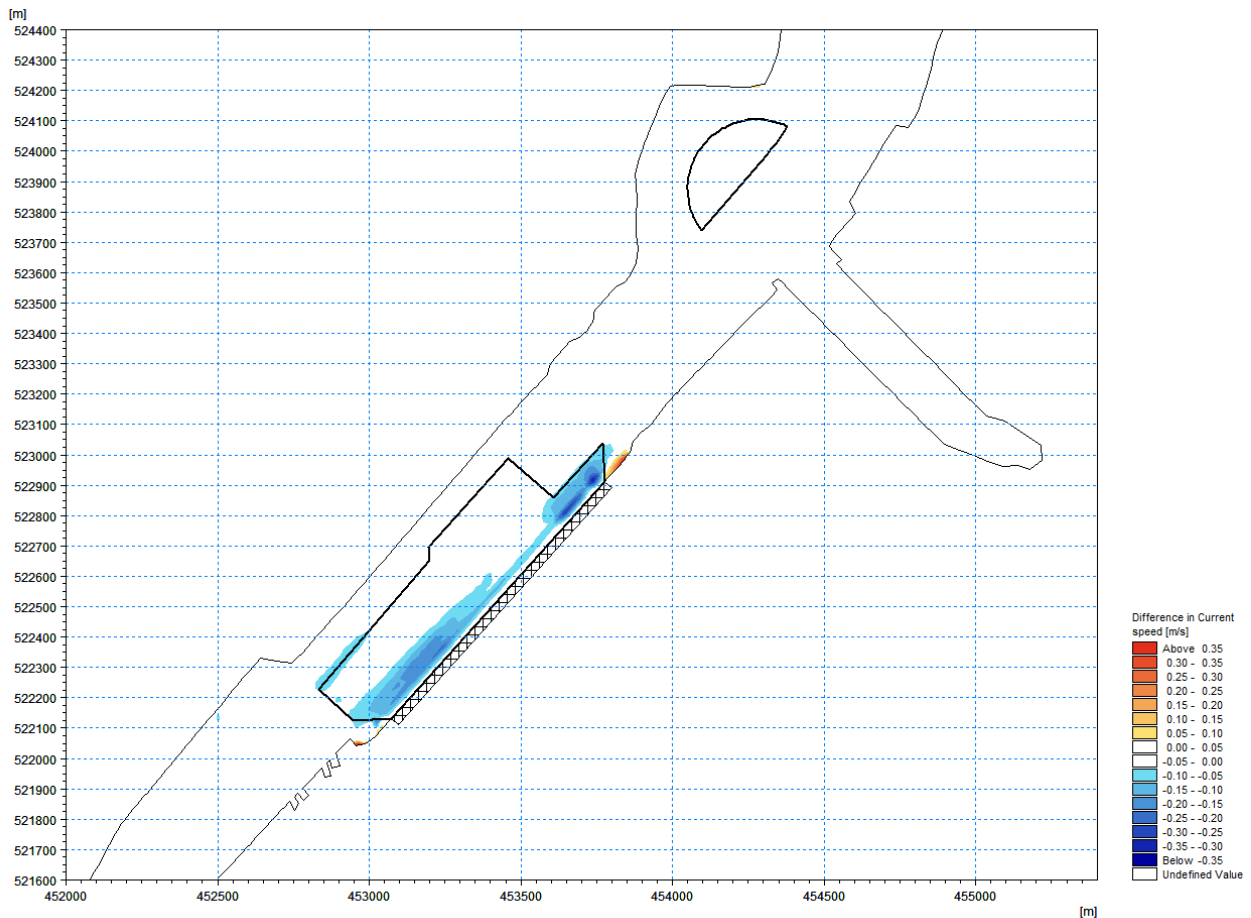 [m]
524400
524300
524200
524100
524000
523900
523800
523700
523600
523500
523400
523300
523200
523100
523000
522900
522800
522700
522600
522500
522400
522300
522200
522100
522000
521900
521800
521700
521600
452000 452500 453000 453500 454000 454500 455000
[m]
Difference in Current
speed [m/s]
Above 0.35
0.30 - 0.35
0.25 - 0.30
0.20 - 0.25
0.15 - 0.20
0.10 - 0.15
0.05 - 0.10
0.00 - 0.05
-0.05 - 0.00
-0.10 - -0.05
-0.15 - -0.10
-0.20 - -0.15
-0.25 - -0.20
-0.30 - -0.25
-0.35 - -0.30
Below -0.35
Undefined Value